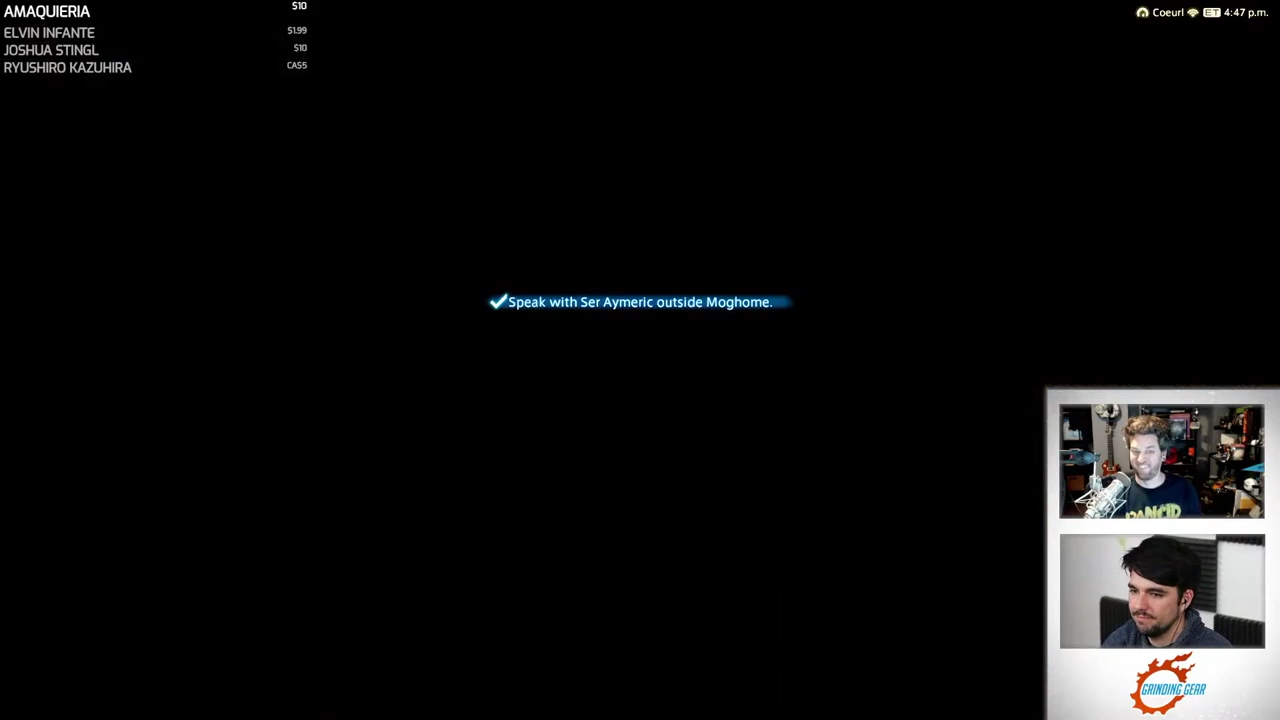 AMAQUIERIA $10
ELVIN INFANTE $1.99
JOSHUA STINGL $10
RYUSHIRO KAZUHIRA CA$5
Coeurl ET 4:47 p.m.
Speak with Ser Aymeric outside Moghome.
RANCID
GRINDING GEAR